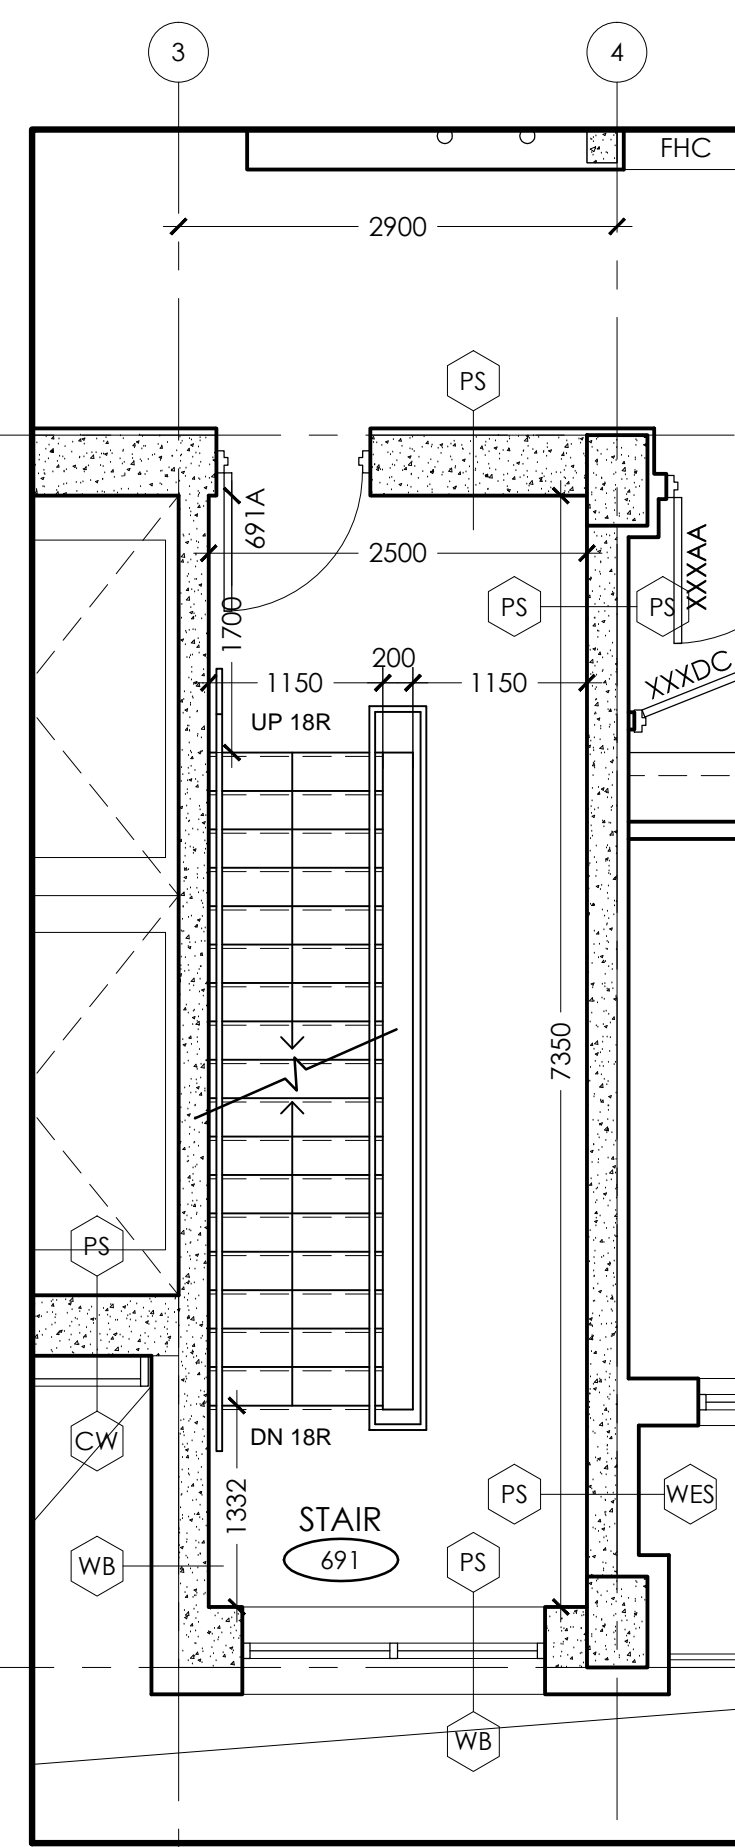 3
4
FHC
2900
PS
691A
2500
XXXAA
PS
PS
1700
200
1150
1150
XXXDC
UP 18R
7350
PS
CW
DN 18R
1332
PS
WES
STAIR
691
WB
PS
WB